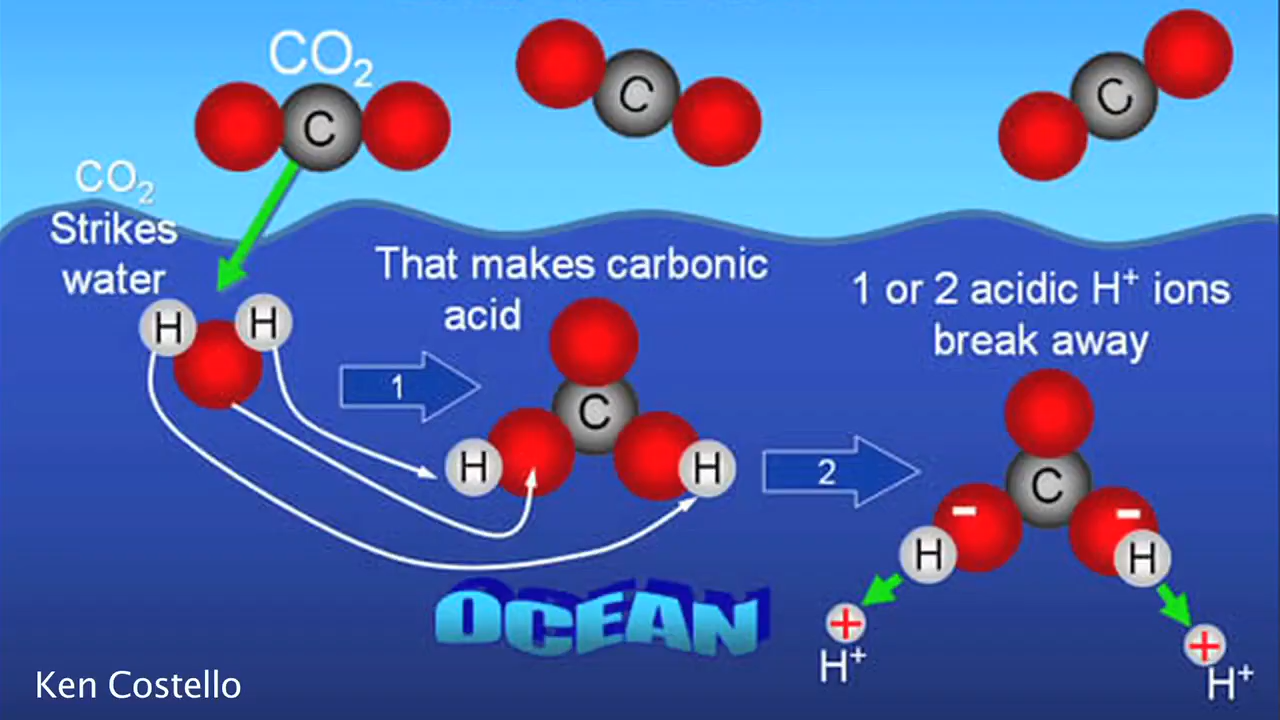 CO₂
C
C
C
CO₂
Strikes
water
H
H
That makes carbonic
acid
1
C
H
H
1 or 2 acidic H⁺ ions
break away
2
C
-
-
H
H
+
H⁺
+
H⁺
OCEAN
Ken Costello